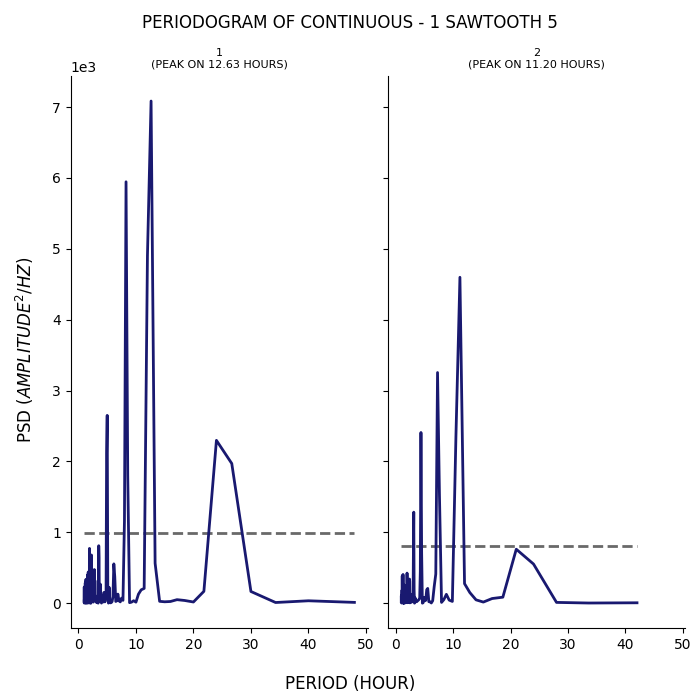 PERIODOGRAM OF CONTINUOUS - 1 SAWTOOTH 5
1
(PEAK ON 12.63 HOURS)
2
(PEAK ON 11.20 HOURS)
1e3
7
6
5
4
3
2
1
0
PSD (AMPLITUDE²/HZ)
0 10 20 30 40 50
0 10 20 30 40 50
PERIOD (HOUR)